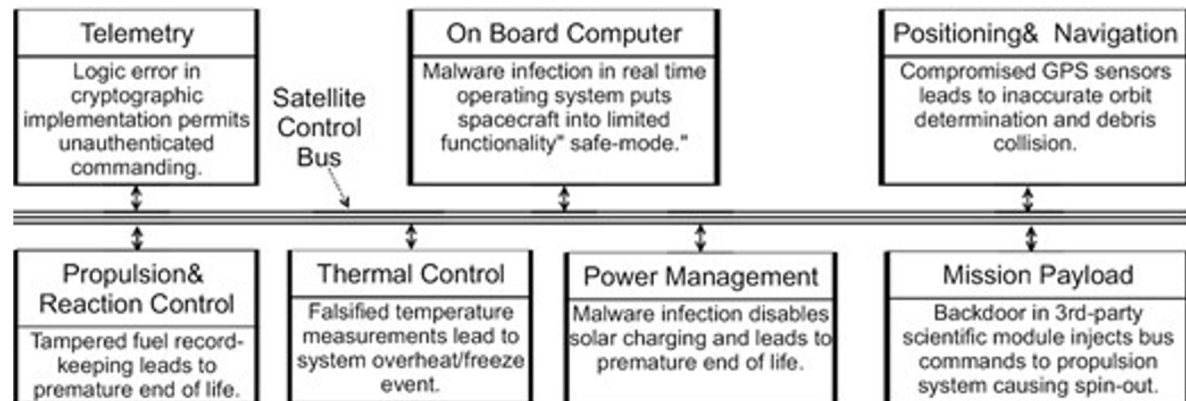 Telemetry
Logic error in
cryptographic
implementation permits
unauthenticated
commanding.
On Board Computer
Malware infection in real time
operating system puts
spacecraft into limited
functionality" safe-mode."
Positioning& Navigation
Compromised GPS sensors
leads to inaccurate orbit
determination and debris
collision.
Satellite
Control
Bus
Propulsion&
Reaction Control
Tampered fuel record-
keeping leads to
premature end of life.
Thermal Control
Falsified temperature
measurements lead to
system overheat/freeze
event.
Power Management
Malware infection disables
solar charging and leads to
premature end of life.
Mission Payload
Backdoor in 3rd-party
scientific module injects bus
commands to propulsion
system causing spin-out.